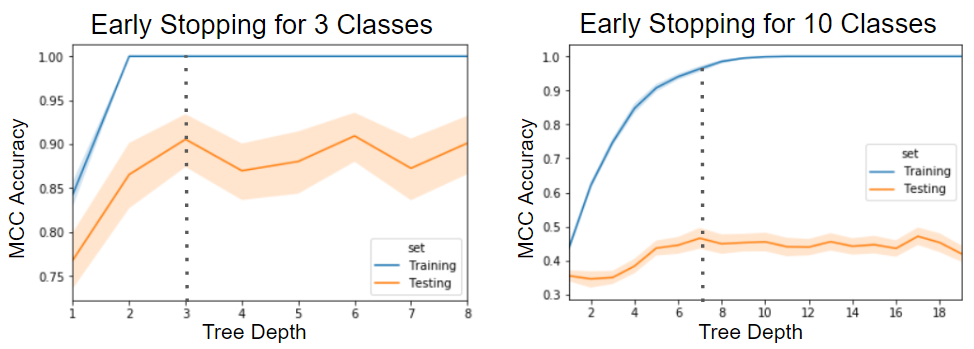 Early Stopping for 3 Classes
MCC Accuracy
1.00
0.95
0.90
0.85
0.80
0.75
set
Training
Testing
1 2 3 4 5 6 7 8
Tree Depth
Early Stopping for 10 Classes
MCC Accuracy
1.0
0.9
0.8
0.7
0.6
0.5
0.4
0.3
set
Training
Testing
2 4 6 8 10 12 14 16 18
Tree Depth